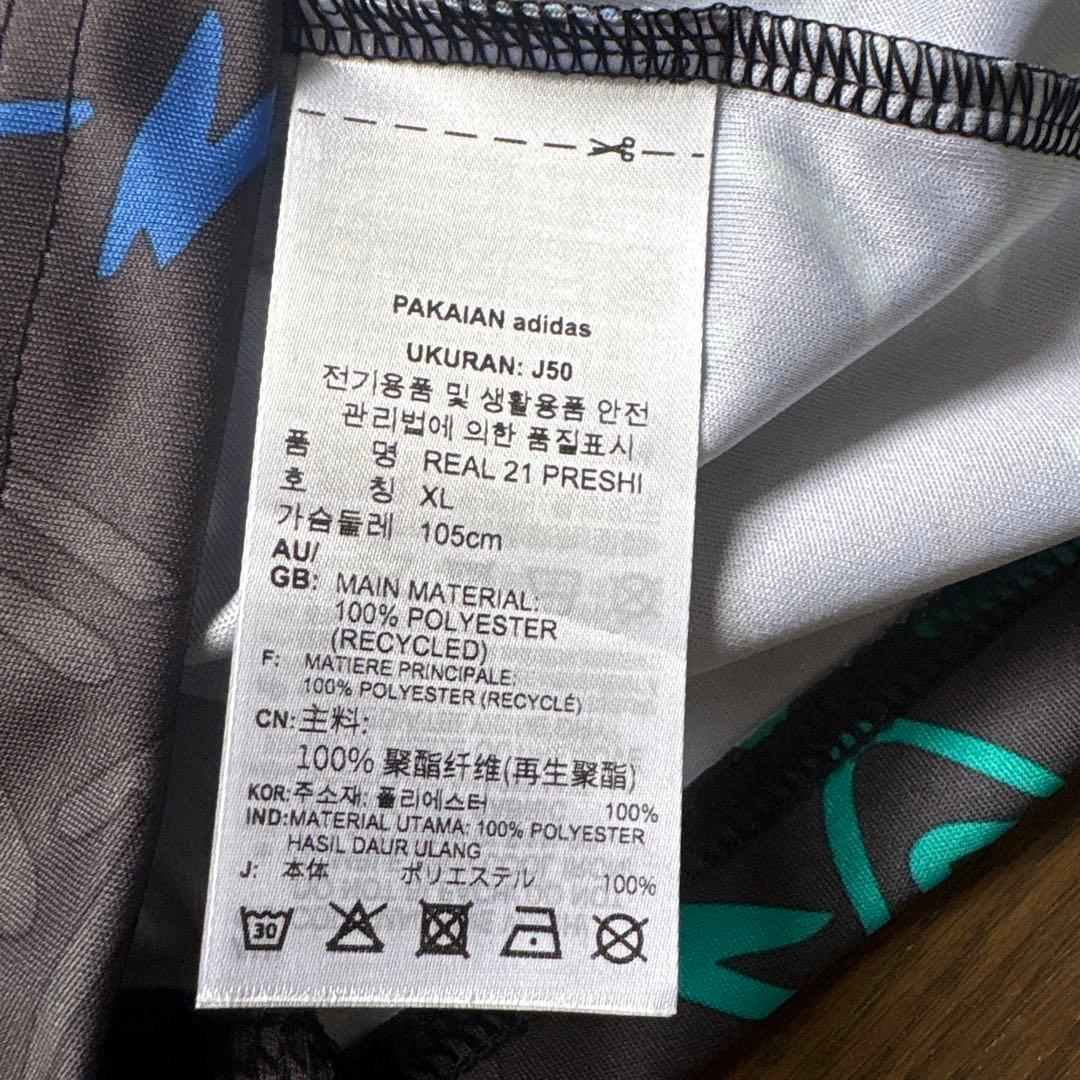 PAKAIAN adidas
UKURAN: J50
전기용품 및 생활용품 안전
관리법에 의한 품질표시
품 명 REAL 21 PRESHI
호 칭 XL
가슴둘레 105cm
AU/
GB: MAIN MATERIAL:
100% POLYESTER
(RECYCLED)
F: MATIERE PRINCIPALE:
100% POLYESTER (RECYCLÉ)
CN: 主料:
100% 聚酯纤维(再生聚酯)
KOR: 주소재: 폴리에스터 100%
IND: MATERIAL UTAMA: 100% POLYESTER
HASIL DAUR ULANG
J: 本体 ポリエステル 100%
30